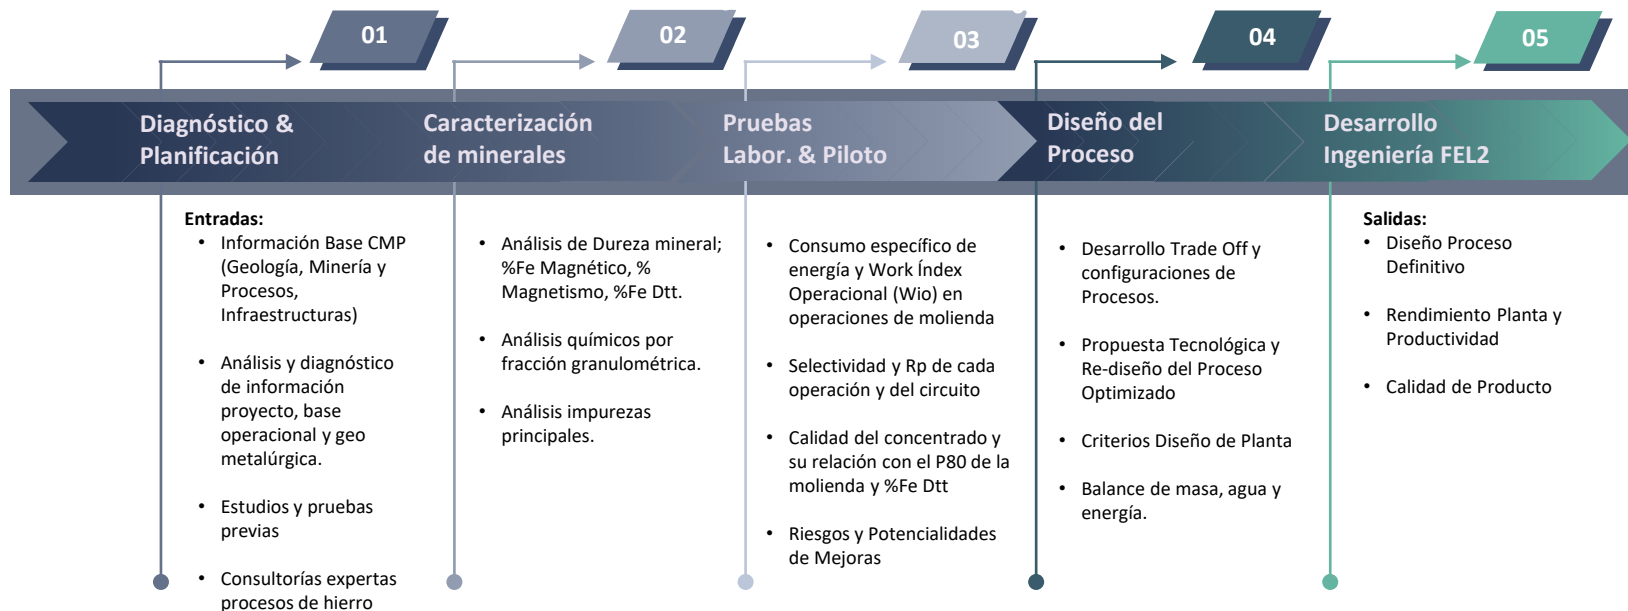 01
02
03
04
05
Diagnóstico &
Planificación
Caracterización
de minerales
Pruebas
Labor. & Piloto
Diseño del
Proceso
Desarrollo
Ingeniería FEL2
Entradas:
• Información Base CMP
(Geología, Minería y
Procesos,
Infraestructuras)
• Análisis y diagnóstico
de información
proyecto, base
operacional y geo
metalúrgica.
• Estudios y pruebas
previas
• Consultorías expertas
procesos de hierro
• Análisis de Dureza mineral;
%Fe Magnético, %
Magnetismo, %Fe Dtt.
• Análisis químicos por
fracción granulométrica.
• Análisis impurezas
principales.
• Consumo específico de
energía y Work Índex
Operacional (Wio) en
operaciones de molienda
• Selectividad y Rp de cada
operación y del circuito
• Calidad del concentrado y
su relación con el P80 de la
molienda y %Fe Dtt
• Riesgos y Potencialidades
de Mejoras
• Desarrollo Trade Off y
configuraciones de
Procesos.
• Propuesta Tecnológica y
Re-diseño del Proceso
Optimizado
• Criterios Diseño de Planta
• Balance de masa, agua y
energía.
Salidas:
• Diseño Proceso
Definitivo
• Rendimiento Planta y
Productividad
• Calidad de Producto